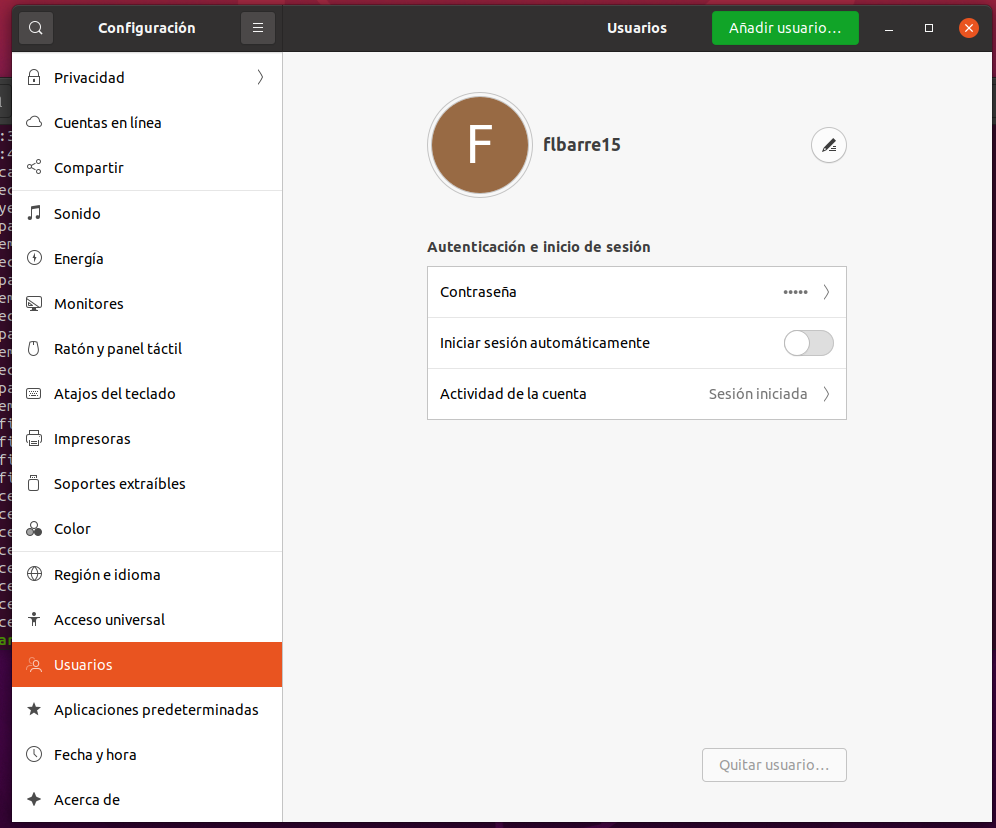 Configuración
Usuarios
Añadir usuario...
Privacidad
Cuentas en línea
Compartir
Sonido
Energía
Monitores
Ratón y panel táctil
Atajos del teclado
Impresoras
Soportes extraíbles
Color
Región e idioma
Acceso universal
Usuarios
Aplicaciones predeterminadas
Fecha y hora
Acerca de
F
flbarre15
Autenticación e inicio de sesión
Contraseña •••••
Iniciar sesión automáticamente
Actividad de la cuenta Sesión iniciada
Quitar usuario...